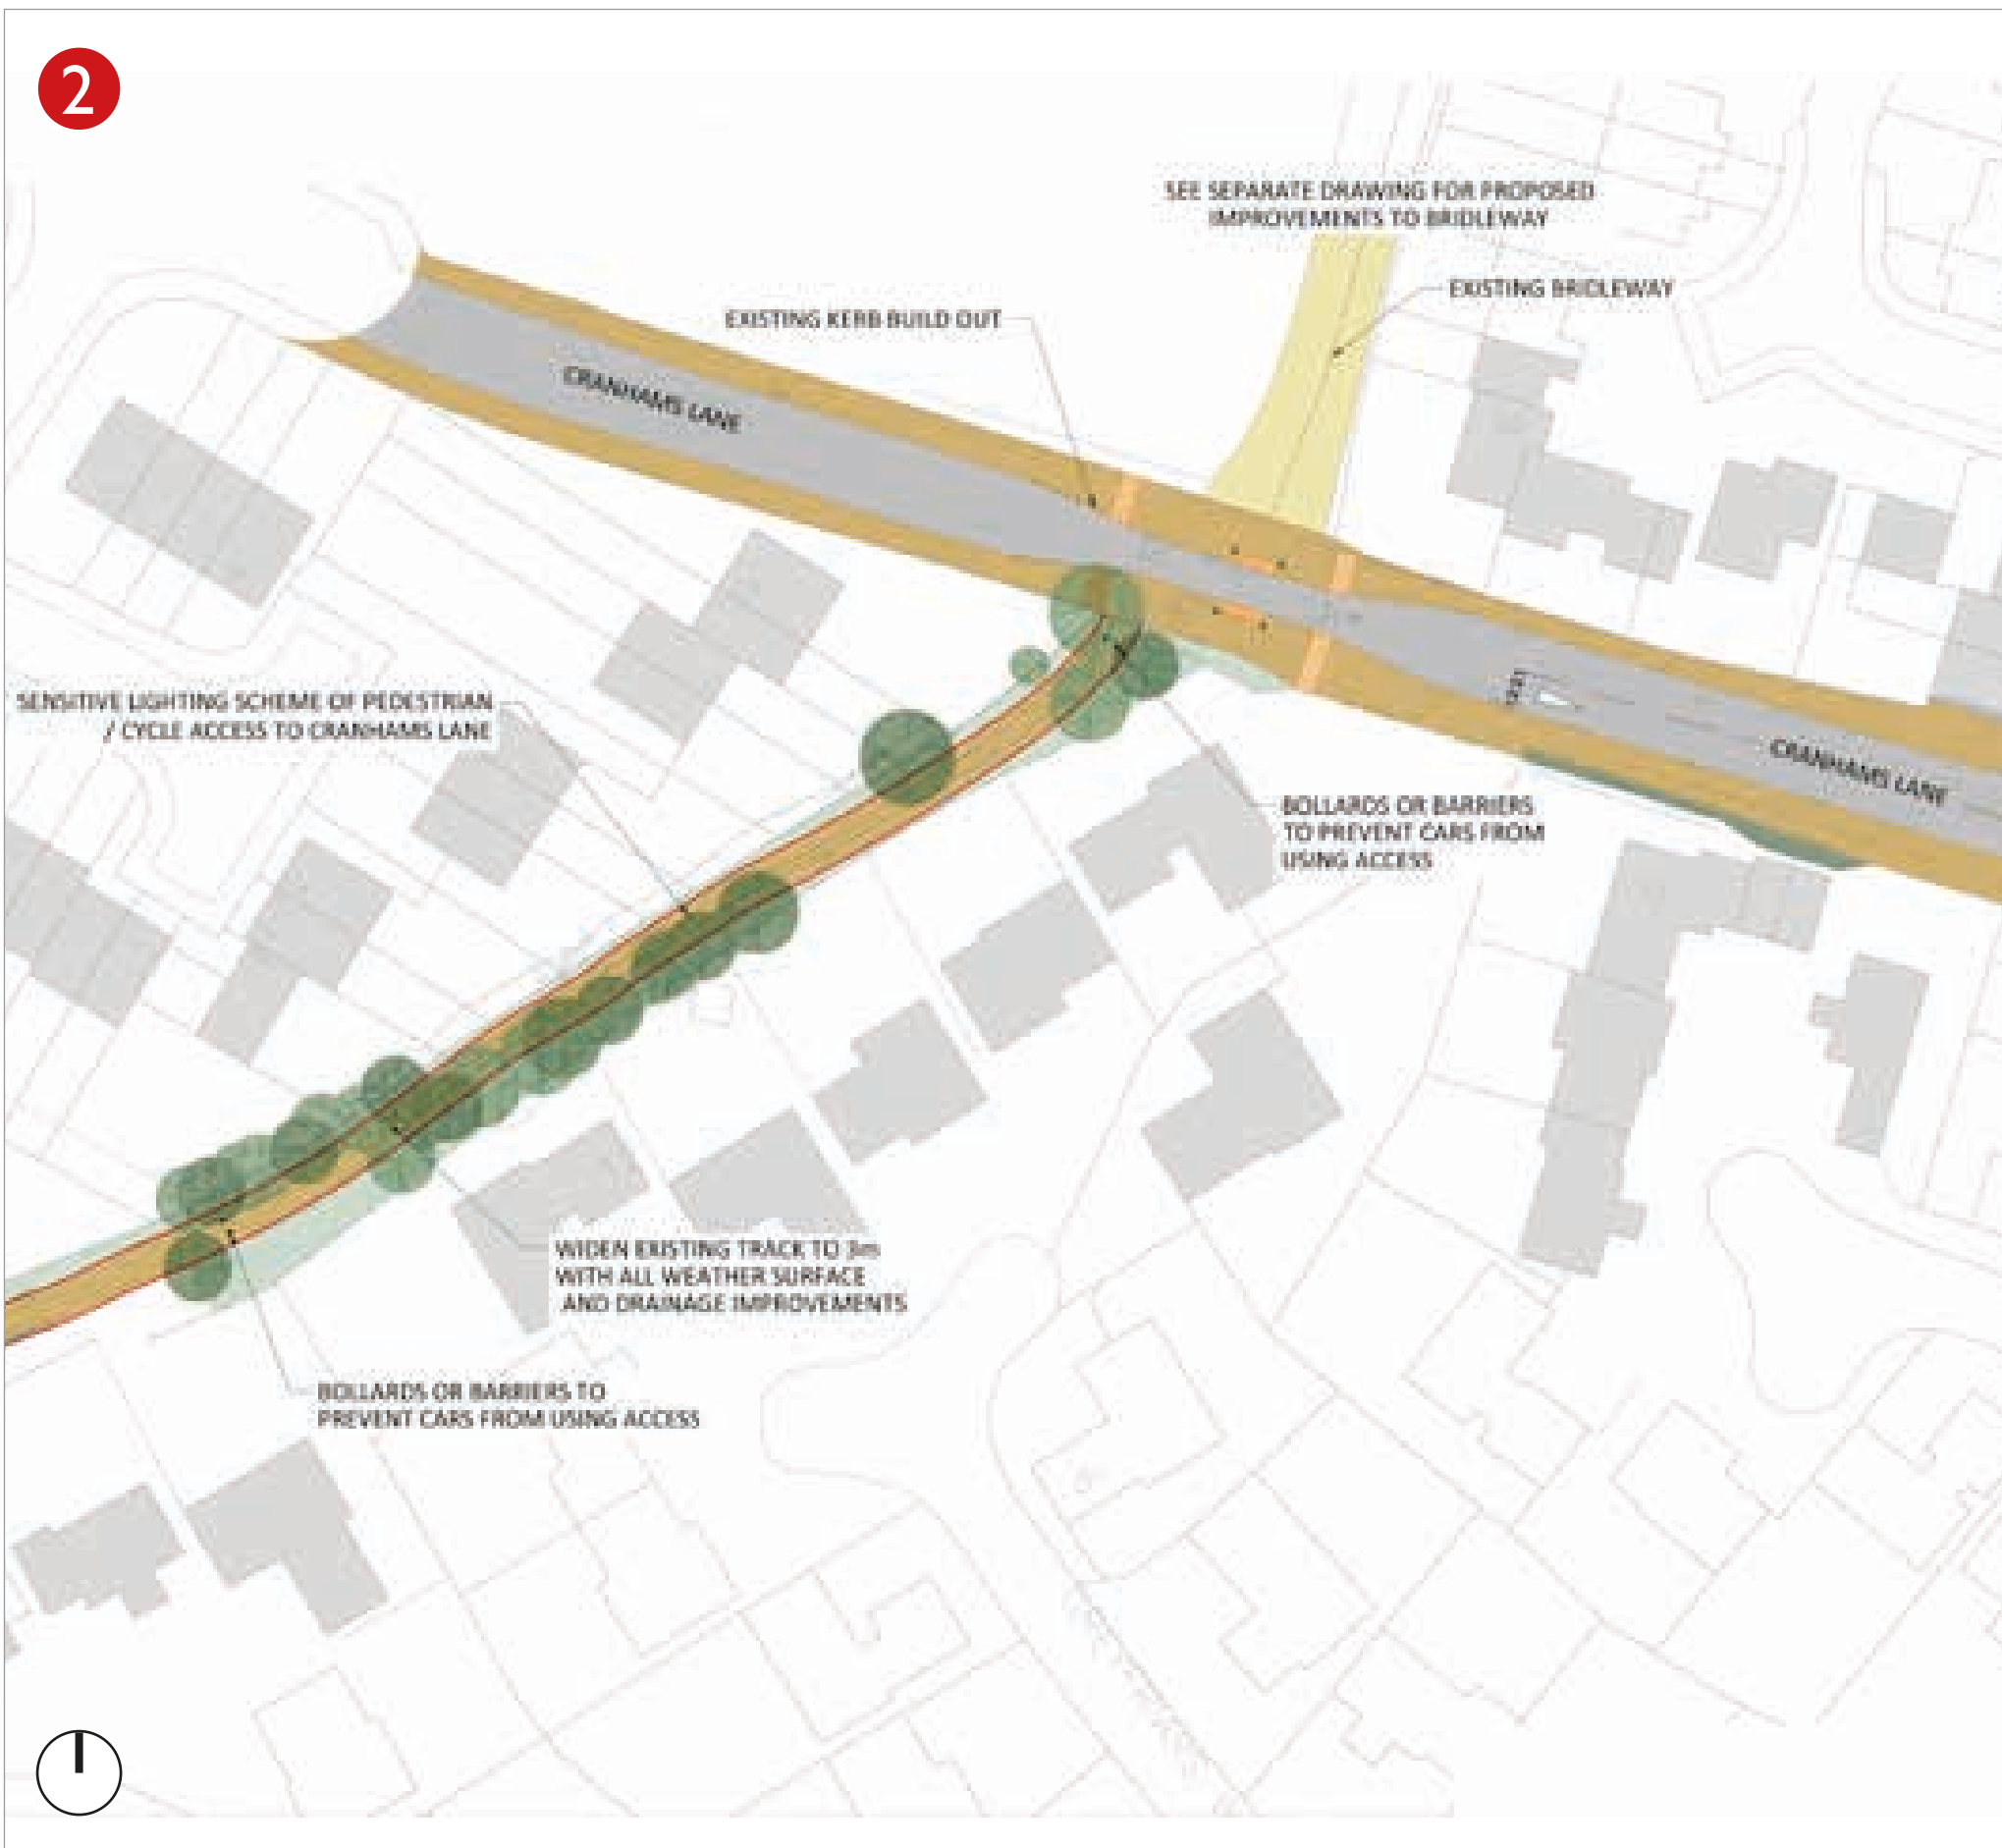 2
SEE SEPARATE DRAWING FOR PROPOSED
IMPROVEMENTS TO BRIDLEWAY
EXISTING BRIDLEWAY
EXISTING KERB BUILD OUT
CRANHAMS LANE
SENSITIVE LIGHTING SCHEME OF PEDESTRIAN
/ CYCLE ACCESS TO CRANHAMS LANE
CRANHAMS LANE
BOLLARDS OR BARRIERS
TO PREVENT CARS FROM
USING ACCESS
WIDEN EXISTING TRACK TO 3m
WITH ALL WEATHER SURFACE
AND DRAINAGE IMPROVEMENTS
BOLLARDS OR BARRIERS TO
PREVENT CARS FROM USING ACCESS